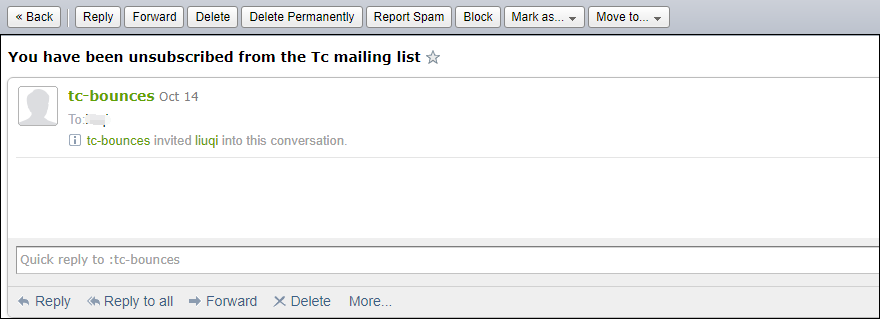 « Back Reply Forward Delete Delete Permanently Report Spam Block Mark as... Move to...
You have been unsubscribed from the Tc mailing list
tc-bounces Oct 14
To:
tc-bounces invited liuqi into this conversation.
Quick reply to :tc-bounces
Reply Reply to all Forward Delete More...